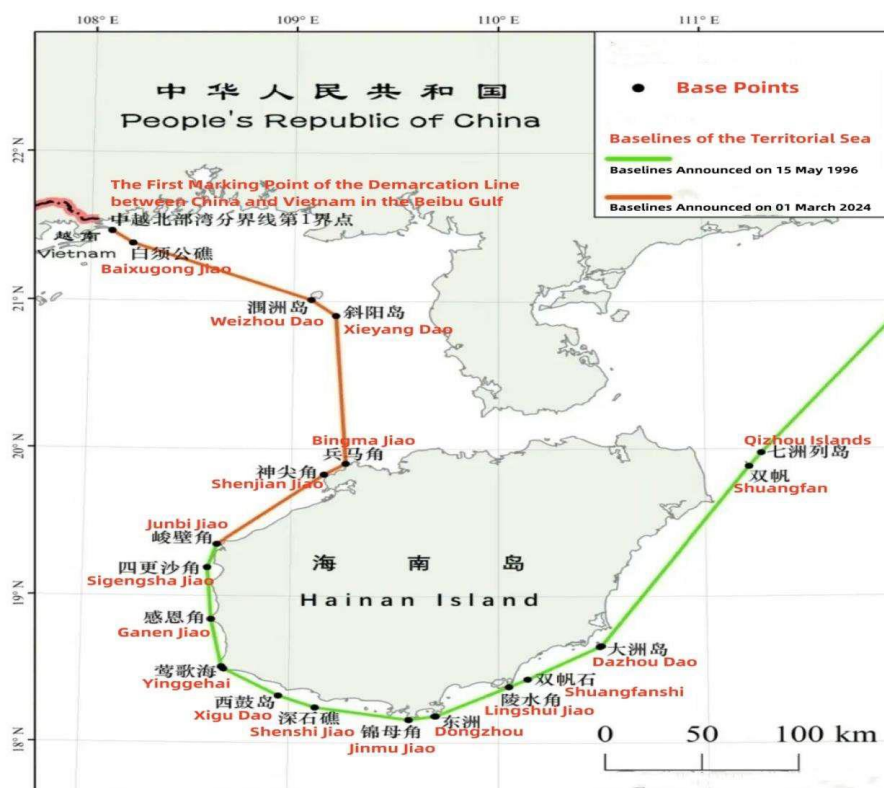 108° E
109° E
110° E
111° E
中华人民共和国
People's Republic of China
Base Points
Baselines of the Territorial Sea
Baselines Announced on 15 May 1996
Baselines Announced on 01 March 2024
22°N
The First Marking Point of the Demarcation Line
between China and Vietnam in the Beibu Gulf
中越北部湾分界线第1界点
越南
Vietnam
白须公礁
Baixugong Jiao
21°N
涠洲岛
Weizhou Dao
斜阳岛
Xieyang Dao
20°N
Bingma Jiao
兵马角
神尖角
Shenjian Jiao
Qizhou Islands
七洲列岛
双帆
Shuangfan
Junbi Jiao
峻壁角
四更沙角
Sigengsha Jiao
海南岛
Hainan Island
19°N
感恩角
Ganen Jiao
莺歌海
Yinggehai
大洲岛
Dazhou Dao
双帆石
Shuangfanshi
陵水角
Lingshui Jiao
西鼓岛
Xigu Dao
深石礁
Shenshi Jiao
锦母角
Jinmu Jiao
东洲
Dongzhou
18°N
0 50 100 km